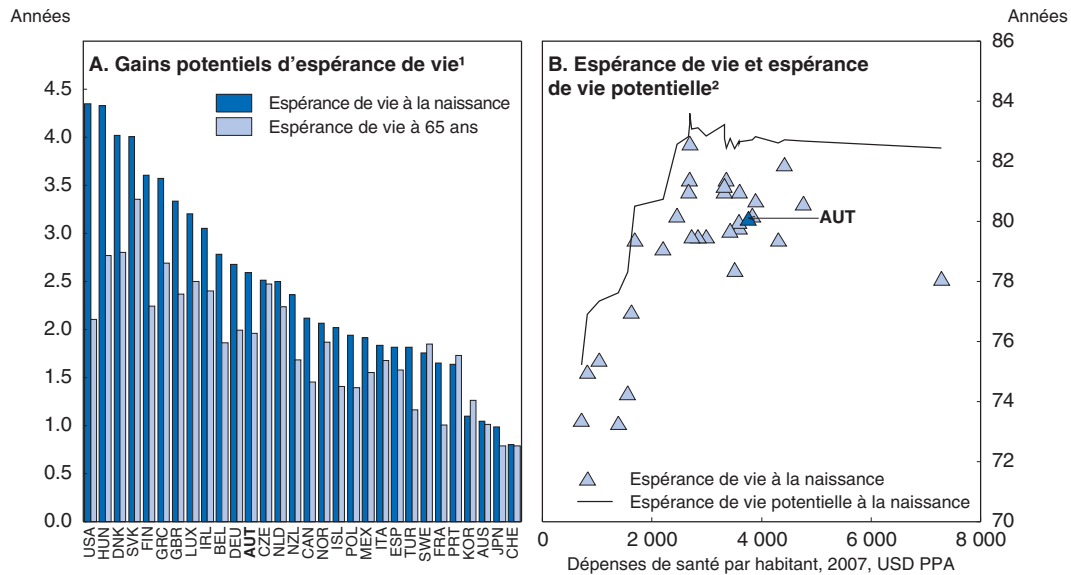 Années
Années
A. Gains potentiels d'espérance de vie¹
Espérance de vie à la naissance
Espérance de vie à 65 ans
4.5
4.0
3.5
3.0
2.5
2.0
1.5
1.0
0.5
0.0
USA HUN DNK SVK FIN GRC GBR LUX IRL BEL DEU AUT CZE NLD NZL CAN NOR ISL POL MEX ITA ESP TUR SWE FRA PRT KOR AUS JPN CHE
B. Espérance de vie et espérance
de vie potentielle²
86
84
82
80
78
76
74
72
70
AUT
Espérance de vie à la naissance
Espérance de vie potentielle à la naissance
0 2 000 4 000 6 000 8 000
Dépenses de santé par habitant, 2007, USD PPA